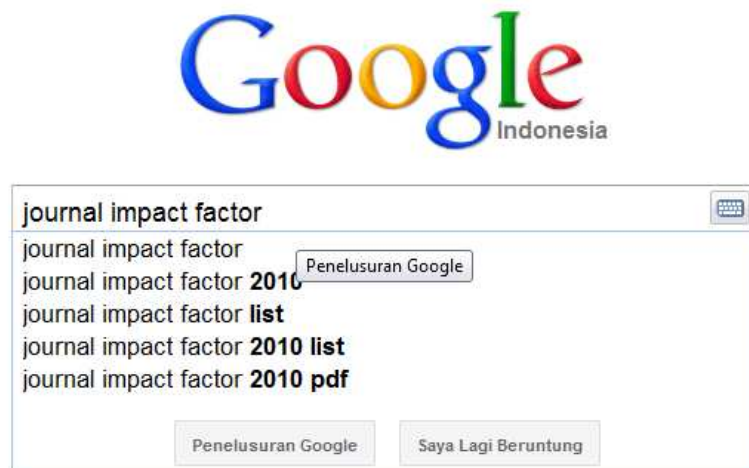 Google
Indonesia
journal impact factor
journal impact factor
Penelusuran Google
journal impact factor 2010
journal impact factor list
journal impact factor 2010 list
journal impact factor 2010 pdf
Penelusuran Google
Saya Lagi Beruntung